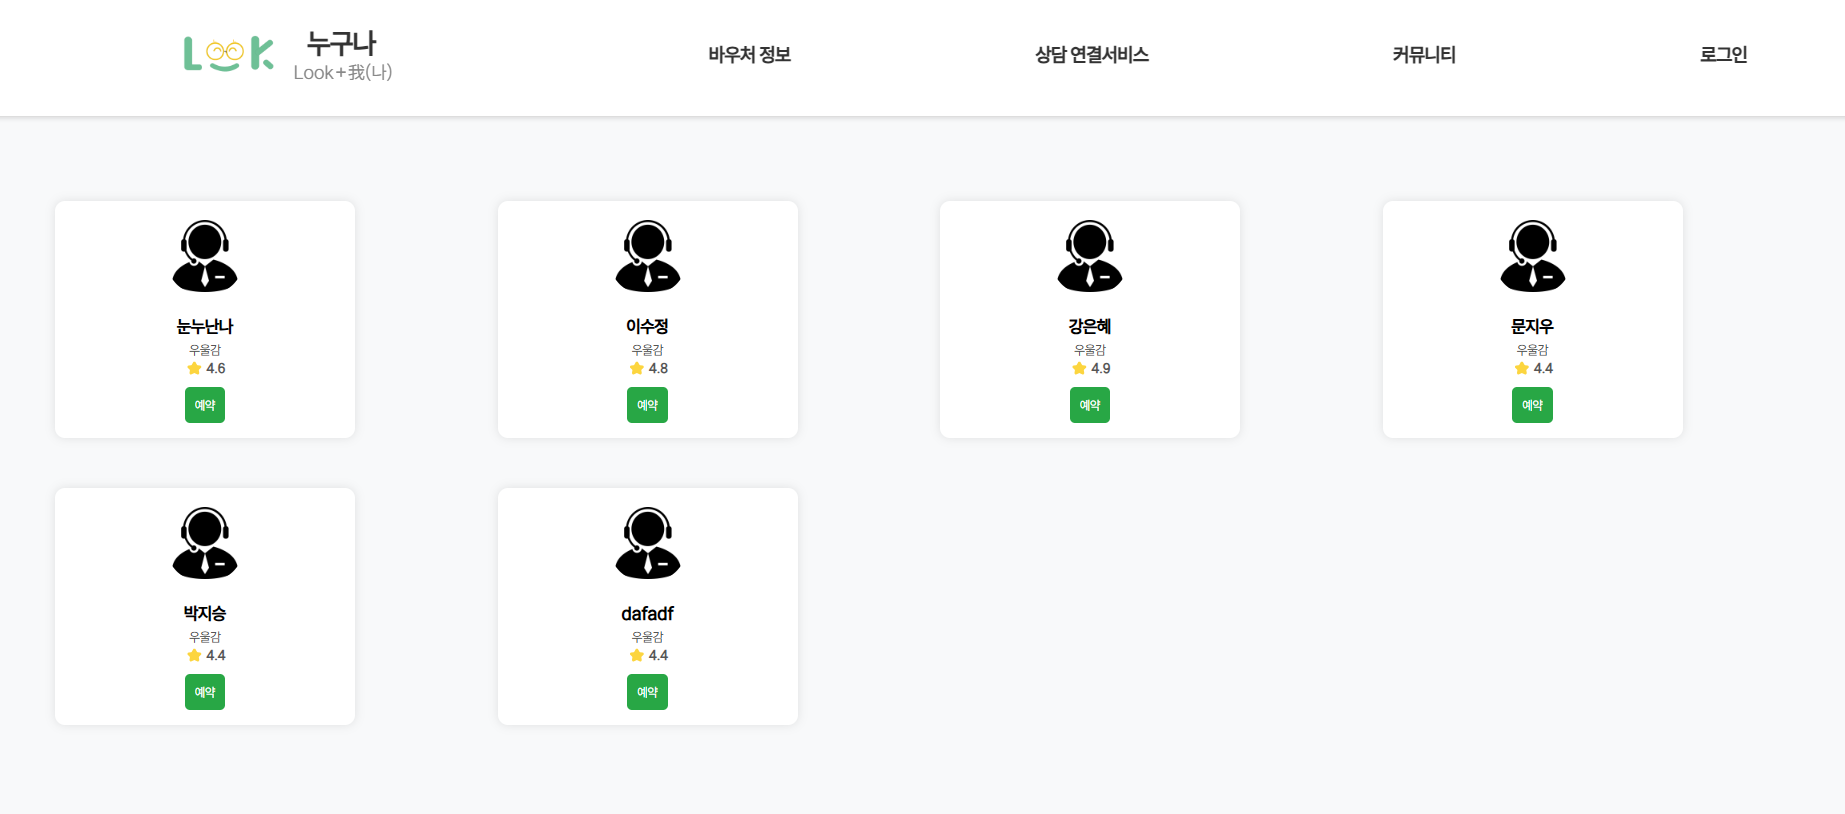 LOOK
누구나
Look+我(나)
바우처 정보
상담 연결서비스
커뮤니티
로그인
눈누난나
우울감
4.6
예약
이수정
우울감
4.8
예약
강은혜
우울감
4.9
예약
문지우
우울감
4.4
예약
박지승
우울감
4.4
예약
dafadf
우울감
4.4
예약